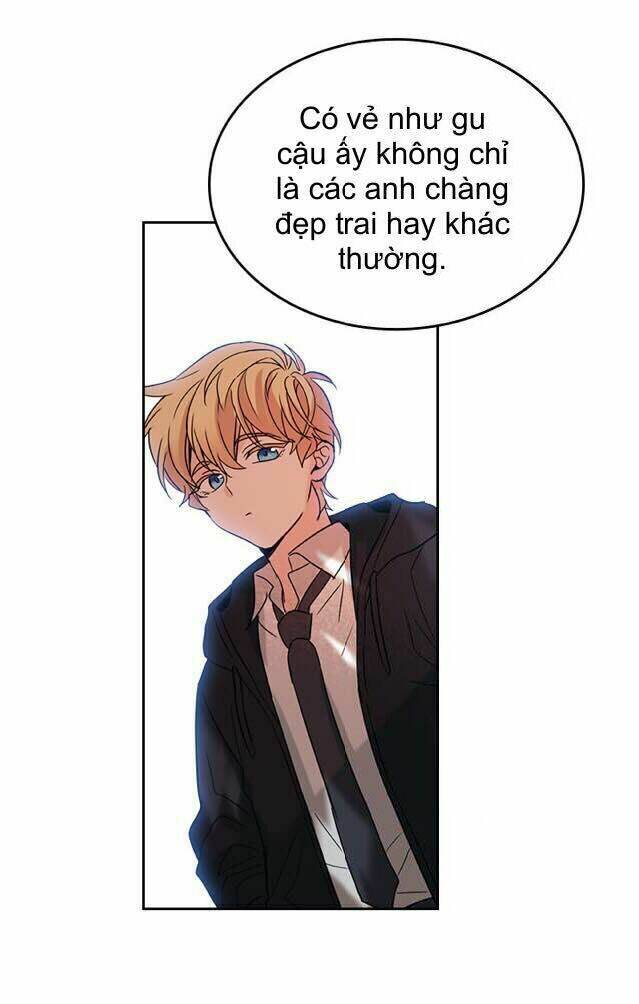 Có vẻ như gu
cậu ấy không chỉ
là các anh chàng
đẹp trai hay khác
thường.